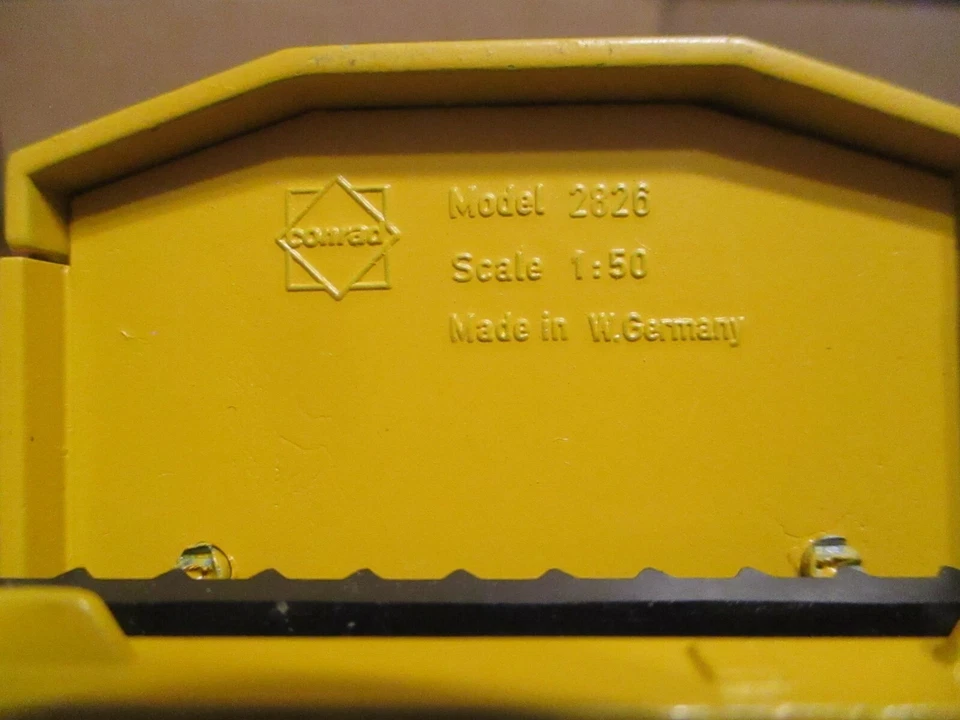 conrad
Model 2826
Scale 1:50
Made in W.Germany